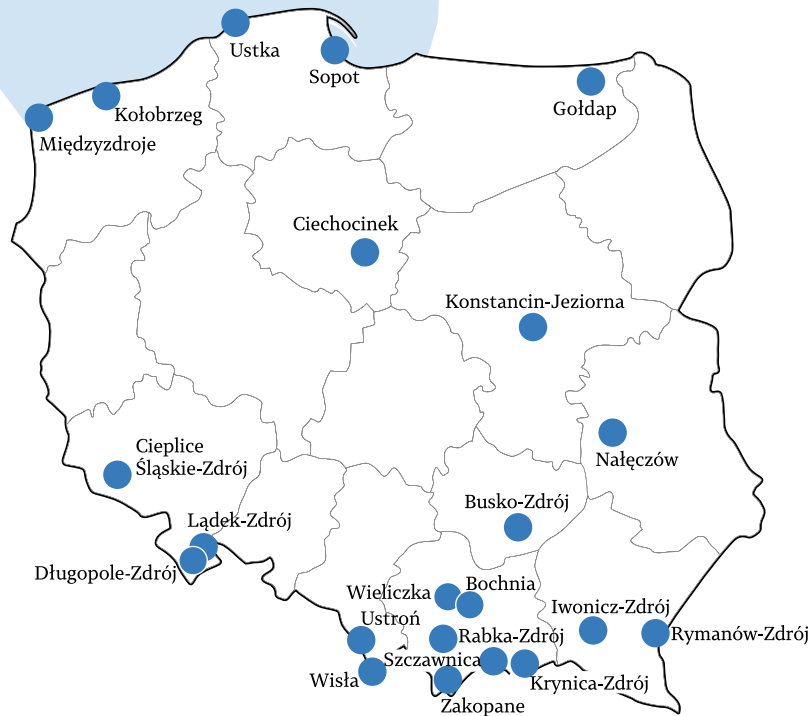 Ustka
Sopot
Gołdap
Kołobrzeg
Międzyzdroje
Ciechocinek
Konstancin-Jeziorna
Cieplice
Śląskie-Zdrój
Nałęczów
Busko-Zdrój
Lądek-Zdrój
Długopole-Zdrój
Wieliczka
Bochnia
Iwonicz-Zdrój
Ustroń
Rabka-Zdrój
Rymanów-Zdrój
Szczawnica
Wisła
Krynica-Zdrój
Zakopane